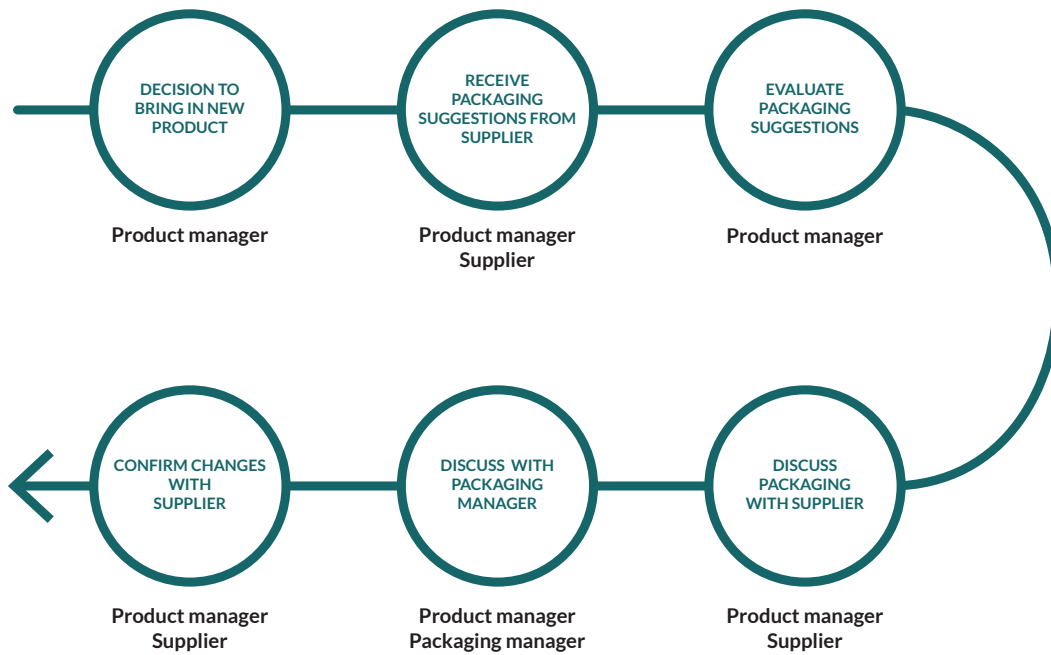 DECISION TO
BRING IN NEW
PRODUCT
Product manager
RECEIVE
PACKAGING
SUGGESTIONS FROM
SUPPLIER
Product manager
Supplier
EVALUATE
PACKAGING
SUGGESTIONS
Product manager
DISCUSS
PACKAGING
WITH SUPPLIER
Product manager
Supplier
DISCUSS WITH
PACKAGING
MANAGER
Product manager
Packaging manager
CONFIRM CHANGES
WITH
SUPPLIER
Product manager
Supplier